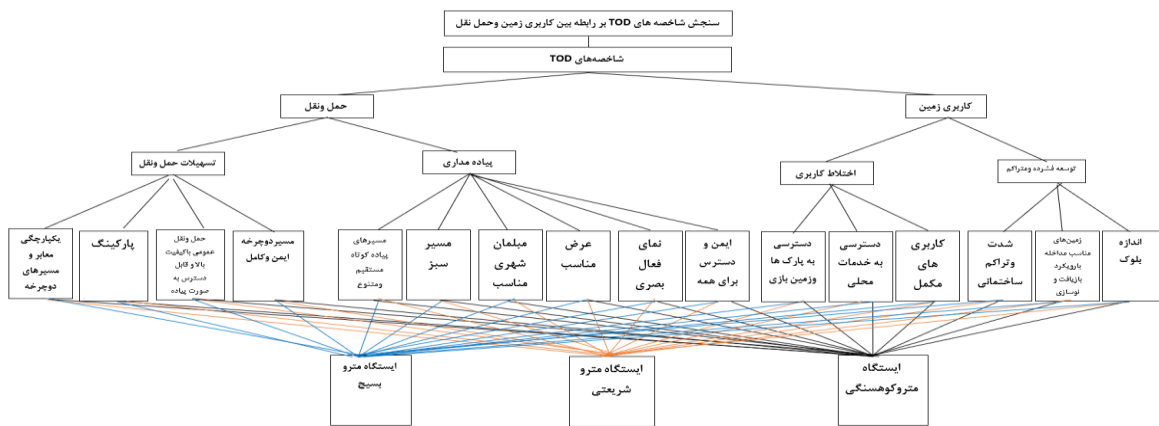 سنجش شاخصه های TOD بر رابطه بین کاربری زمین وحمل نقل
شاخصه‌های TOD
کاربری زمین
حمل ونقل
توسعه فشرده ومتراکم
اختلاط کاربری
پیاده مداری
تسهیلات حمل ونقل
اندازه
بلوک
زمین‌های
مناسب مداخله
بارویکرد
بازیافت و
نوسازی
شدت
وتراکم
ساختمانی
کاربری
های
مکمل
دسترسی
به خدمات
محلی
دسترسی
به پارک ها
وزمین بازی
ایمن و
دسترس
برای همه
نمای
فعال
بصری
عرض
مناسب
مبلمان
شهری
مناسب
مسیر
سبز
مسیرهای
پیاده کوتاه
مستقیم
ومتنوع
مسیردوچرخه
ایمن وکامل
حمل ونقل
عمومی باکیفیت
بالا و قابل
دسترس به
صورت پیاده
پارکینگ
یکپارچگی
معابر و
مسیرهای
دوچرخه
ایستگاه
متروکوهسنگی
ایستگاه مترو
شریعتی
ایستگاه مترو
بسیج